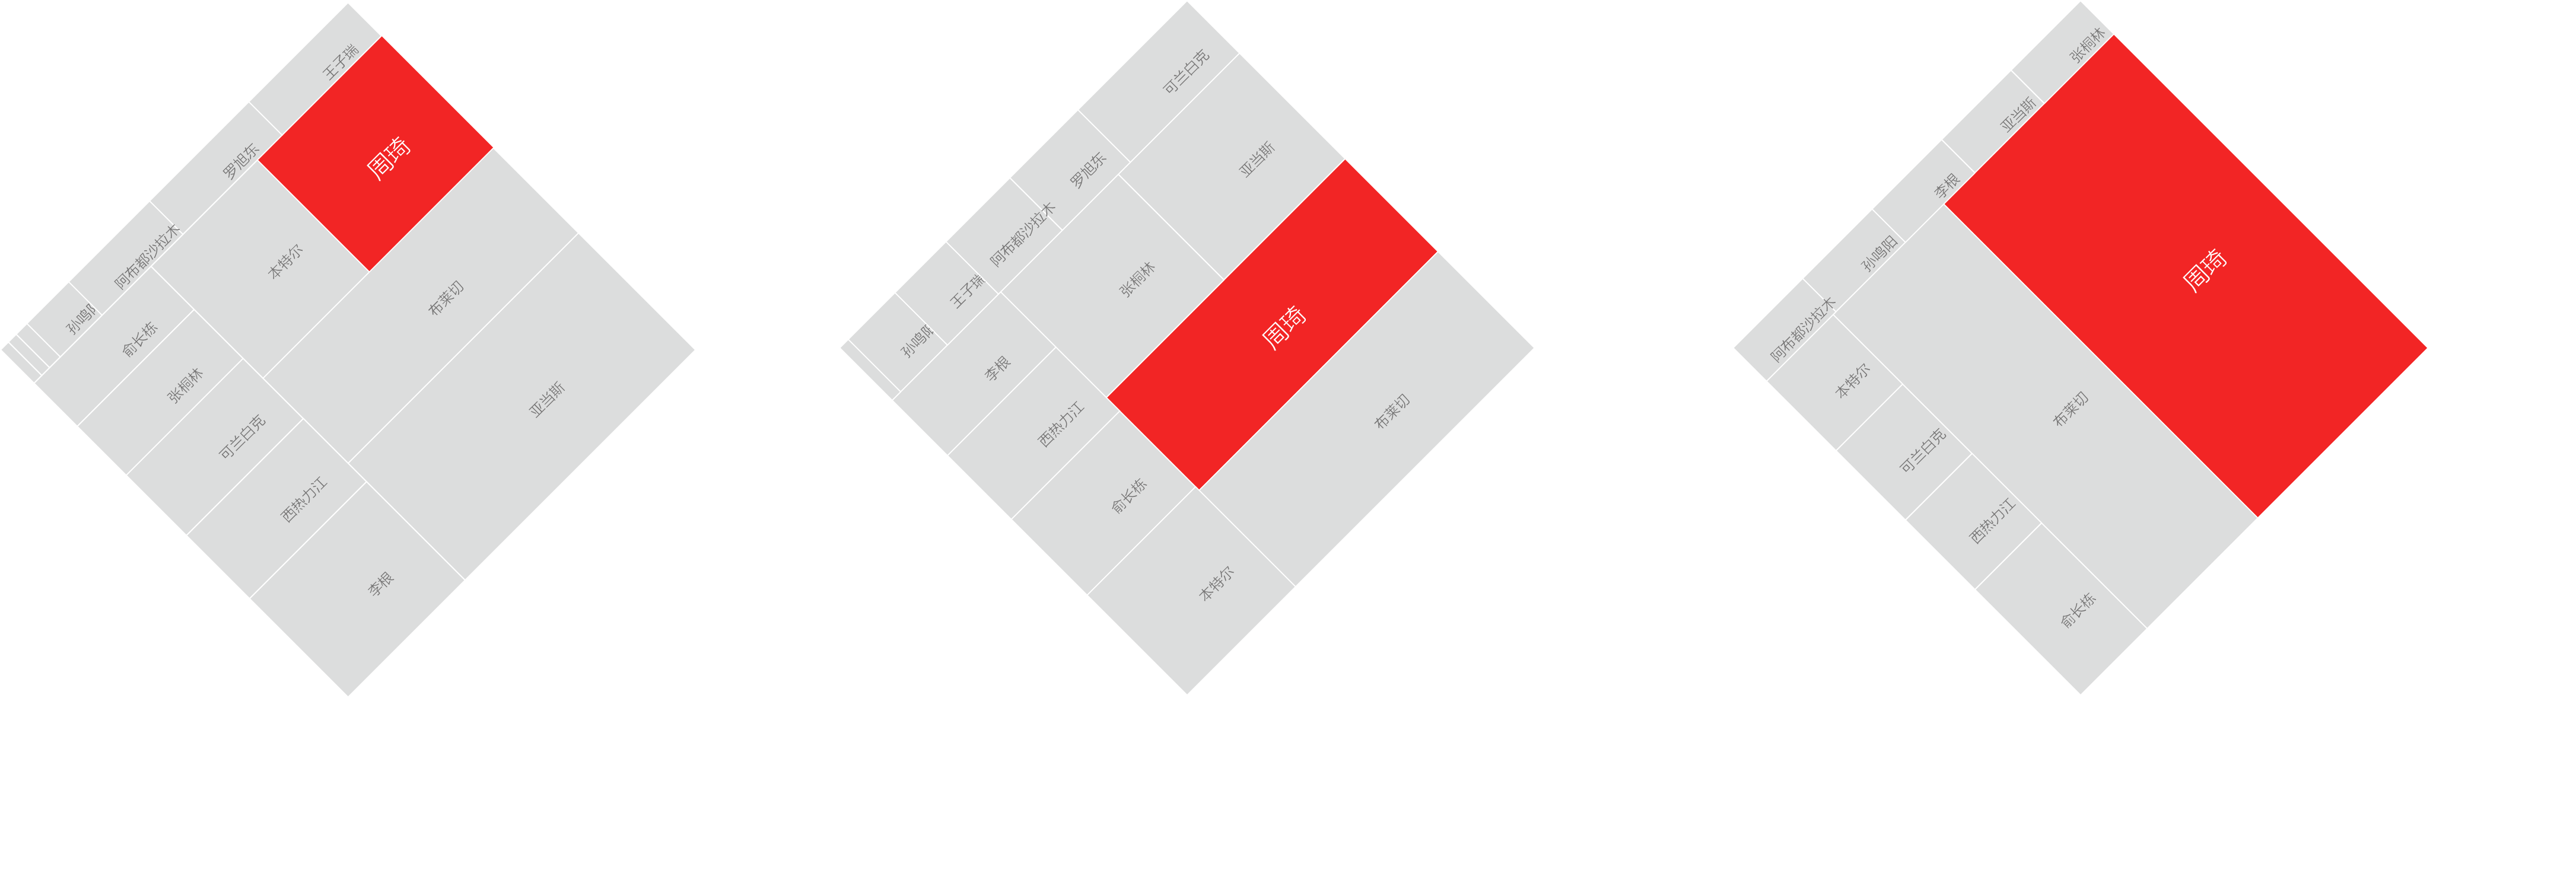 王子瑞
周琦
罗旭东
阿布都沙拉木
本特尔
孙鸣
俞长栋
布莱切
张桐林
可兰白克
亚当斯
西热力江
李根
可兰白克
亚当斯
罗旭东
阿布都沙拉木
张桐林
王子瑞
周琦
孙鸣
李根
西热力江
布莱切
俞长栋
本特尔
张桐林
亚当斯
李根
孙鸣阳
周琦
阿布都沙拉木
本特尔
布莱切
可兰白克
西热力江
俞长栋